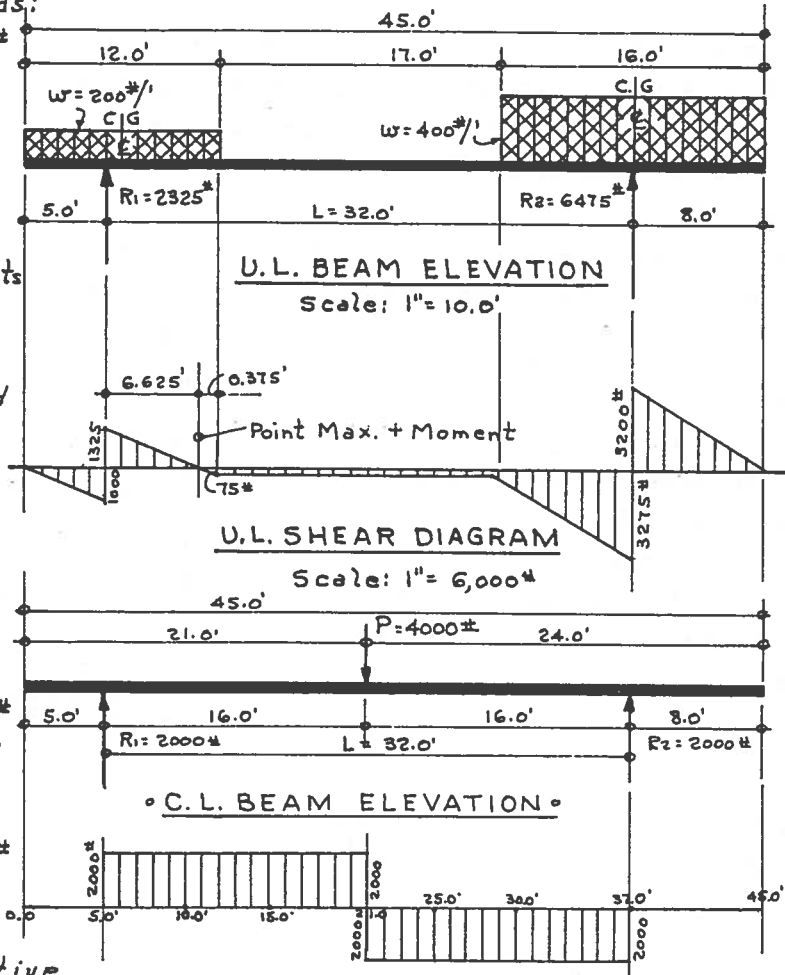 as:
#
45.0'
12.0' 17.0' 16.0'
w=200#/' C G
w=400#/' C G
R1=2325# R2=6475#
5.0' L=32.0' 8.0'
ts
U.L. BEAM ELEVATION
Scale: 1"=10.0'
6.625' 0.375'
Point Max. + Moment
1325 1000 75# 3200# 3275#
U.L. SHEAR DIAGRAM
Scale: 1"= 6,000#
45.0'
21.0' P=4000# 24.0'
#
5.0' 16.0' 16.0' 8.0'
R1=2000# L=32.0' R2=2000#
• C.L. BEAM ELEVATION •
#
2000# 2000
0.0 5.0' 10.0' 15.0' 25.0' 30.0' 37.0' 45.0'
2000# 2000
tive